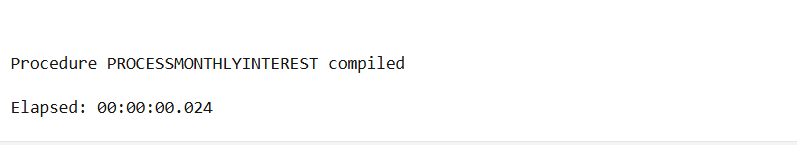 Procedure PROCESSMONTHLYINTEREST compiled
Elapsed: 00:00:00.024